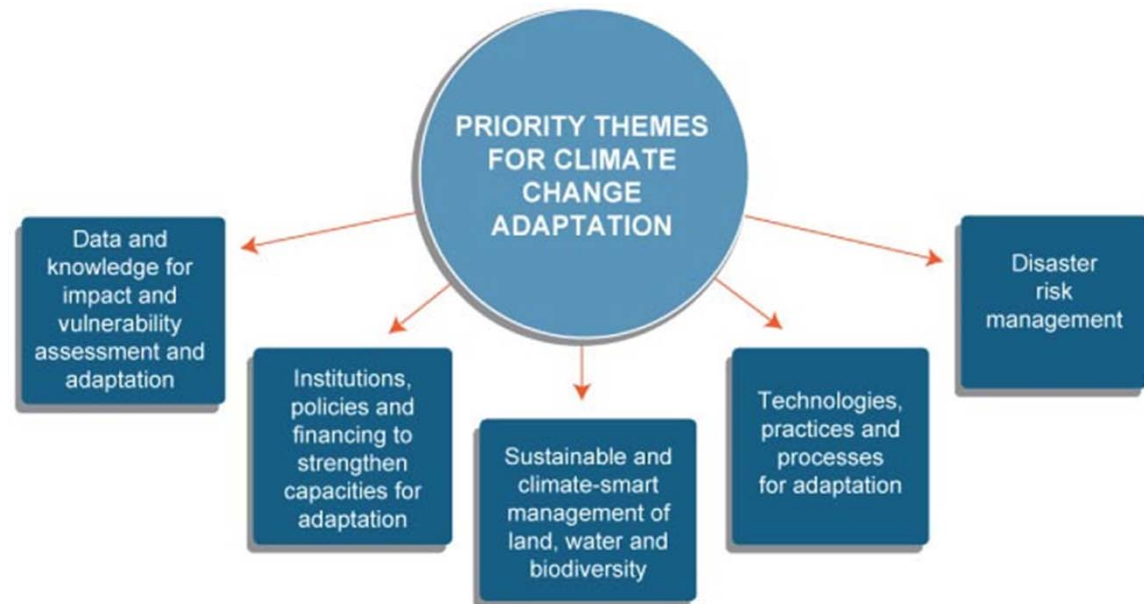 PRIORITY THEMES
FOR CLIMATE
CHANGE
ADAPTATION
Data and
knowledge for
impact and
vulnerability
assessment and
adaptation
Institutions,
policies and
financing to
strengthen
capacities for
adaptation
Sustainable and
climate-smart
management of
land, water and
biodiversity
Technologies,
practices and
processes
for adaptation
Disaster
risk
management